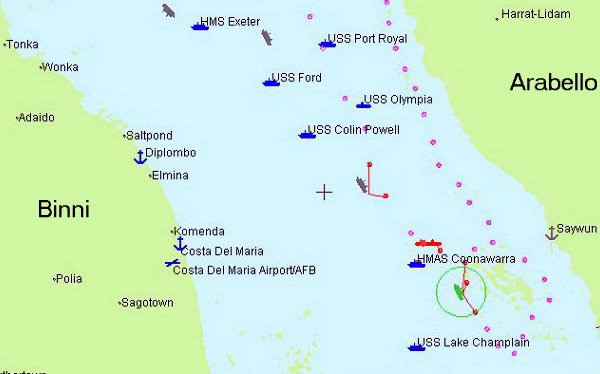 Harrat-Lidam
HMS Exeter
USS Port Royal
Tonka
Wonka
USS Ford
Arabello
USS Olympia
Adaido
USS Colin Powell
Saltpond
Diplombo
Elmina
Binni
Komenda
Saywun
Costa Del Maria
HMAS Coonawarra
Costa Del Maria Airport/AFB
Polia
Sagotown
USS Lake Champlain